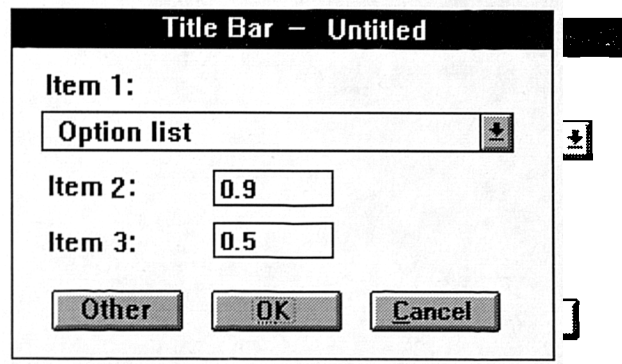 Title Bar – Untitled
Item 1:
Option list
Item 2: 0.9
Item 3: 0.5
Other OK Cancel